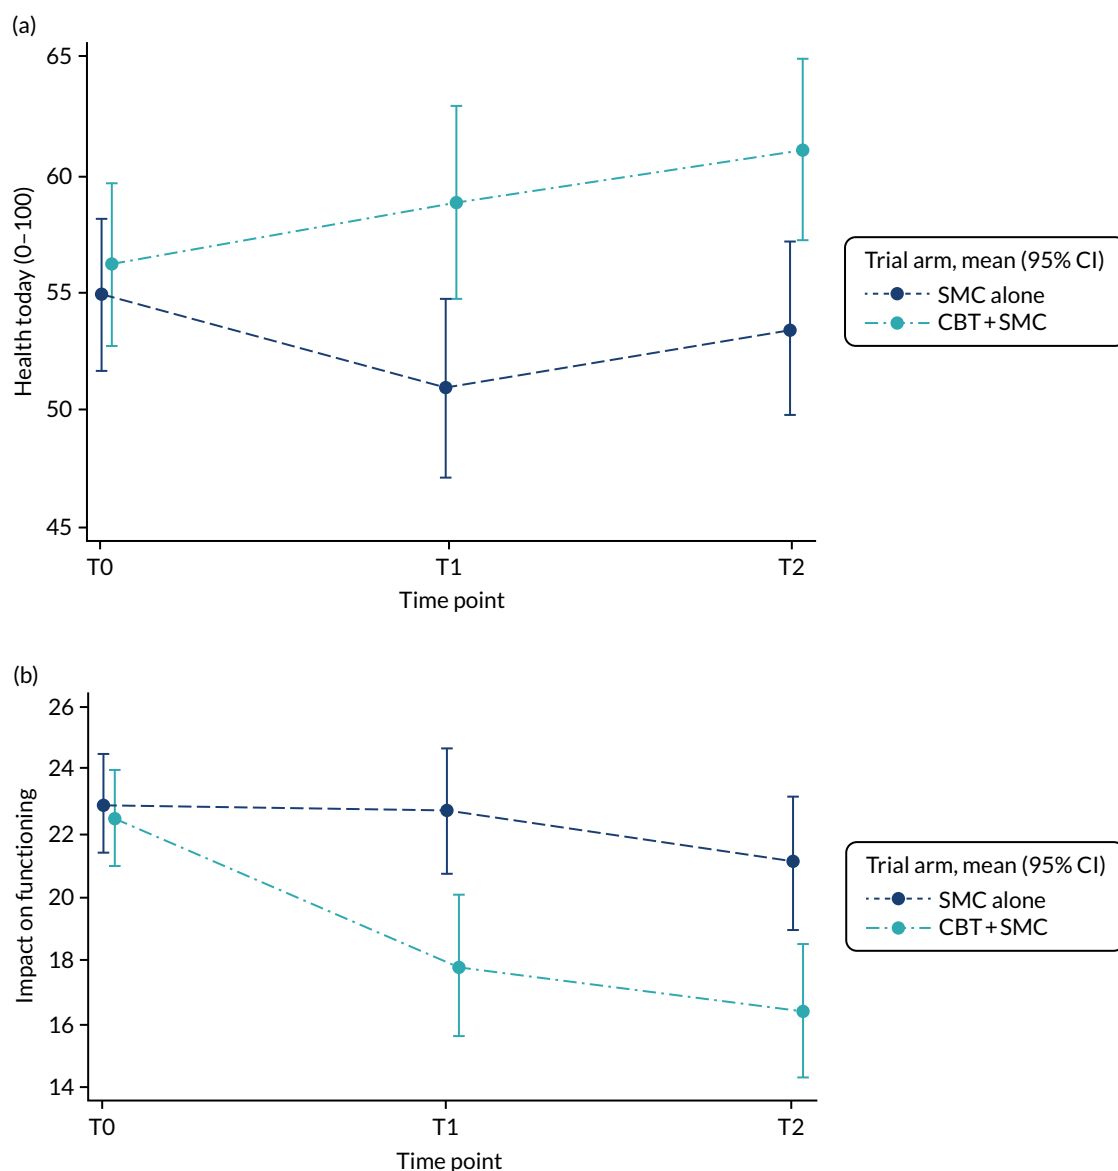 (a)
65
60
55
50
45
Health today (0–100)
T0
T1
T2
Time point
Trial arm, mean (95% CI)
SMC alone
CBT + SMC
(b)
26
24
22
20
18
16
14
Impact on functioning
T0
T1
T2
Time point
Trial arm, mean (95% CI)
SMC alone
CBT + SMC